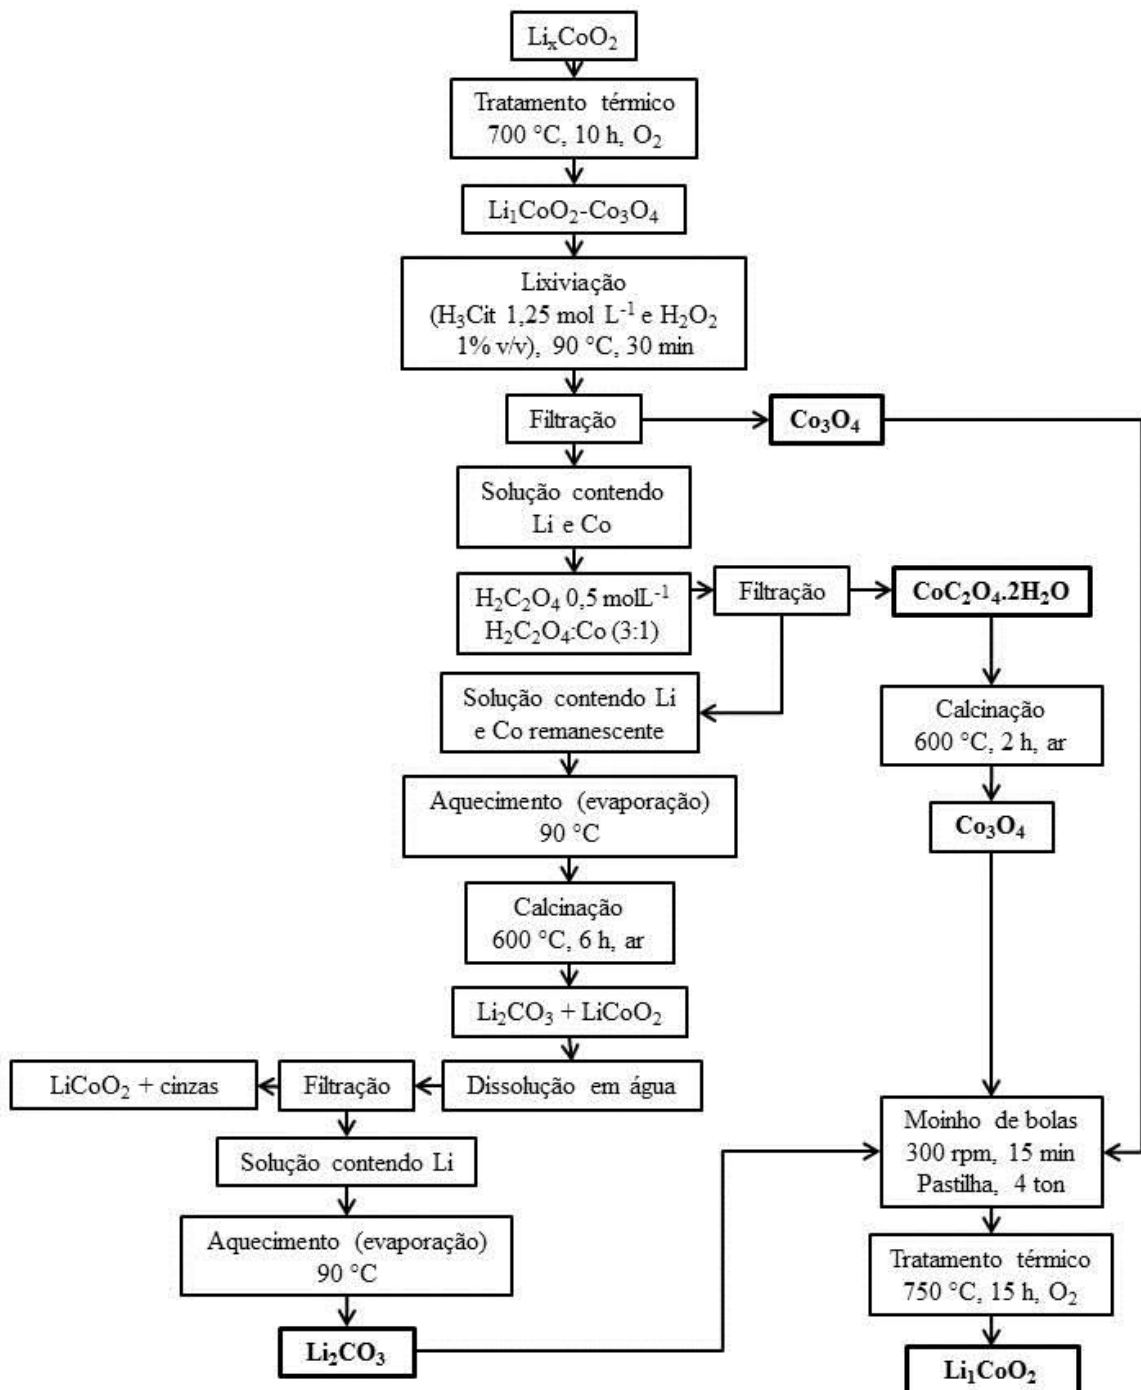 LiₓCoO₂
Tratamento térmico
700 °C, 10 h, O₂
Li₁CoO₂-Co₃O₄
Lixiviação
(H₃Cit 1,25 mol L⁻¹ e H₂O₂
1% v/v), 90 °C, 30 min
Filtração
Co₃O₄
Solução contendo
Li e Co
H₂C₂O₄ 0,5 molL⁻¹
H₂C₂O₄:Co (3:1)
Filtração
CoC₂O₄.2H₂O
Solução contendo Li
e Co remanescente
Calcinação
600 °C, 2 h, ar
Aquecimento (evaporação)
90 °C
Co₃O₄
Calcinação
600 °C, 6 h, ar
Li₂CO₃ + LiCoO₂
LiCoO₂ + cinzas
Filtração
Dissolução em água
Solução contendo Li
Moinho de bolas
300 rpm, 15 min
Pastilha, 4 ton
Aquecimento (evaporação)
90 °C
Tratamento térmico
750 °C, 15 h, O₂
Li₂CO₃
Li₁CoO₂